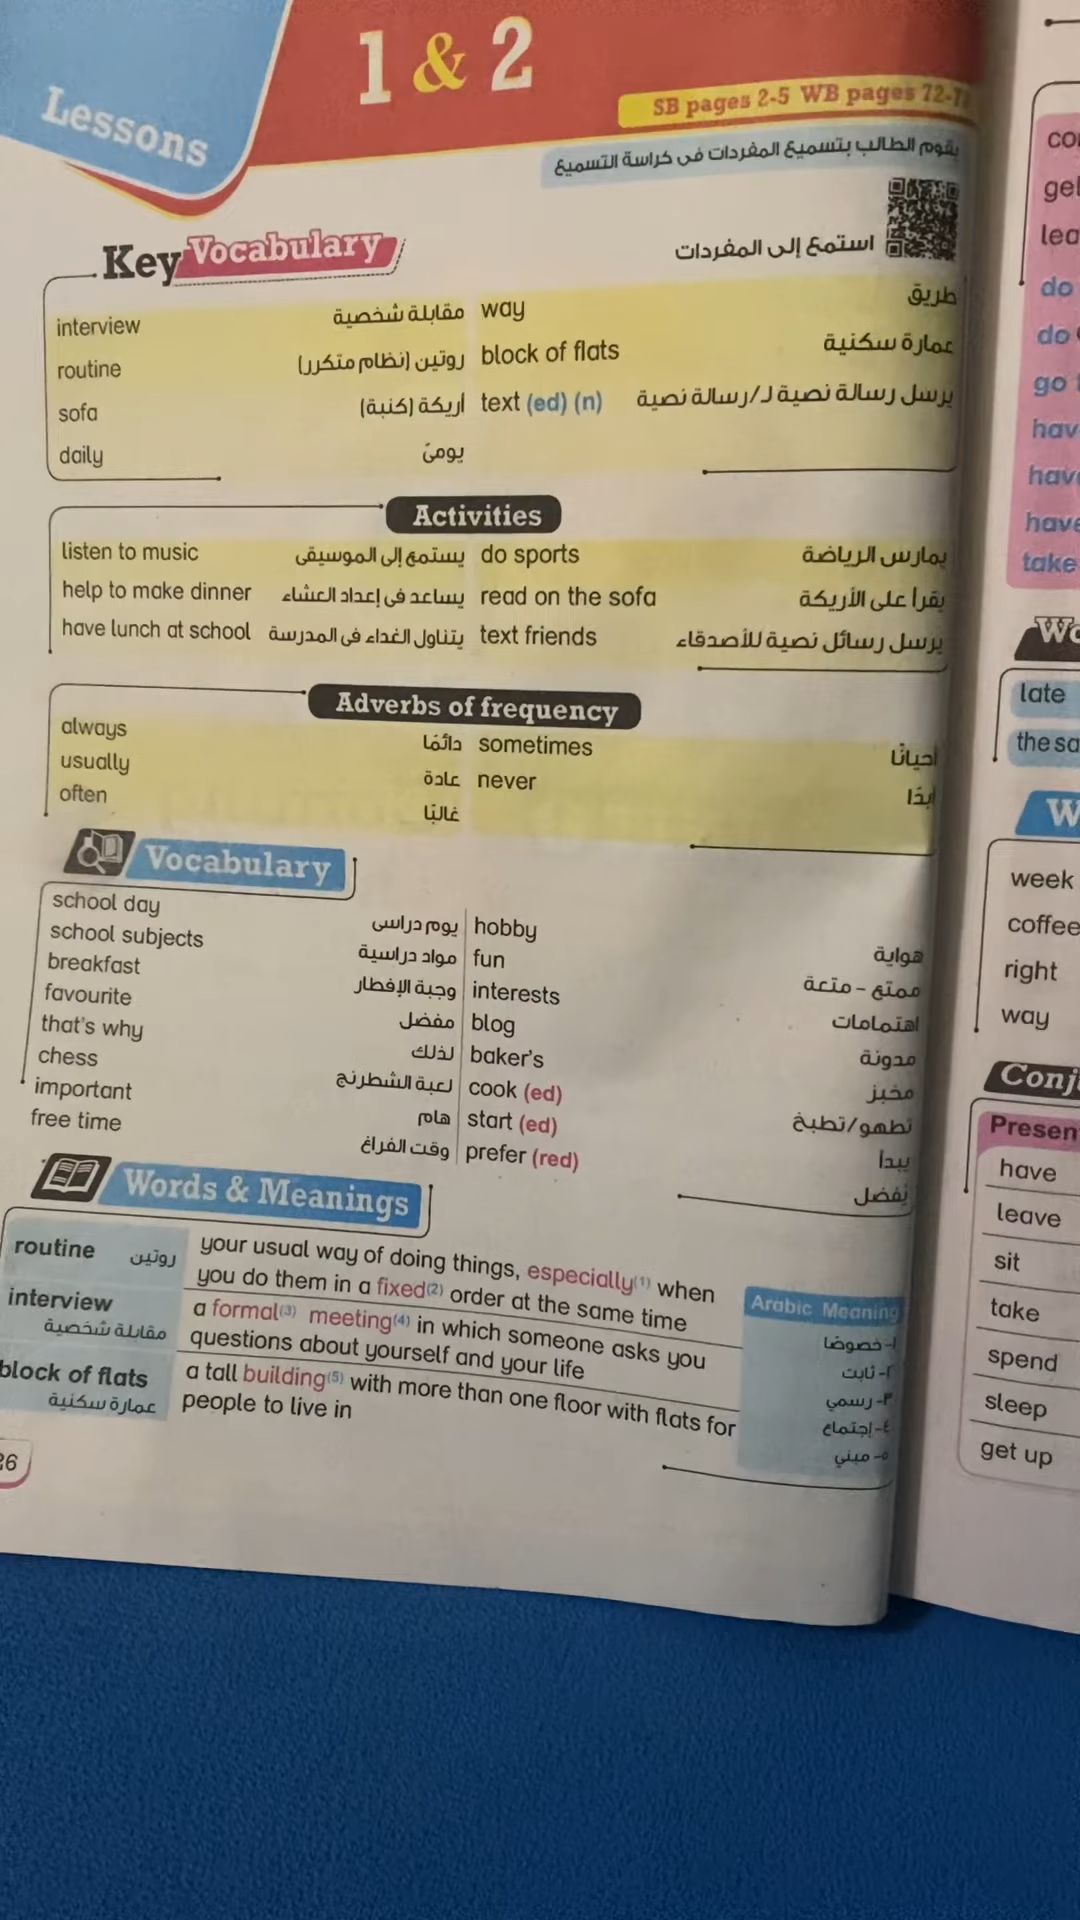 Lessons
1 & 2
SB pages 2-5 WB pages 72-7
يقوم الطالب بتسميع المفردات فى كراسة التسميع
استمع إلى المفردات
Key Vocabulary
interview مقابلة شخصية way طريق
routine روتين (نظام متكرر) block of flats عمارة سكنية
sofa أريكة (كنبة) text (ed) (n) يرسل رسالة نصية لـ/رسالة نصية
daily يومىّ
Activities
listen to music يستمع إلى الموسيقى do sports يمارس الرياضة
help to make dinner يساعد فى إعداد العشاء read on the sofa يقرأ على الأريكة
have lunch at school يتناول الغداء فى المدرسة text friends يرسل رسائل نصية للأصدقاء
Adverbs of frequency
always دائمًا sometimes أحيانًا
usually عادة never أبدًا
often غالبًا
Vocabulary
school day يوم دراسى hobby هواية
school subjects مواد دراسية fun ممتع - متعة
breakfast وجبة الإفطار interests اهتمامات
favourite مفضل blog مدونة
that's why لذلك baker's مخبز
chess لعبة الشطرنج cook (ed) تطهو/تطبخ
important هام start (ed) يبدأ
free time وقت الفراغ prefer (red) يُفضل
Words & Meanings
routine روتين your usual way of doing things, especially(1) when
you do them in a fixed(2) order at the same time
interview a formal(3) meeting(4) in which someone asks you
مقابلة شخصية questions about yourself and your life
block of flats a tall building(5) with more than one floor with flats for
عمارة سكنية people to live in
Arabic Meaning
١- خصوصًا
٢- ثابت
٣- رسمي
٤- إجتماع
٥- مبني
26
do
do
go
take
late
the sa
week
coffee
right
way
Presen
have
leave
sit
take
spend
sleep
get up